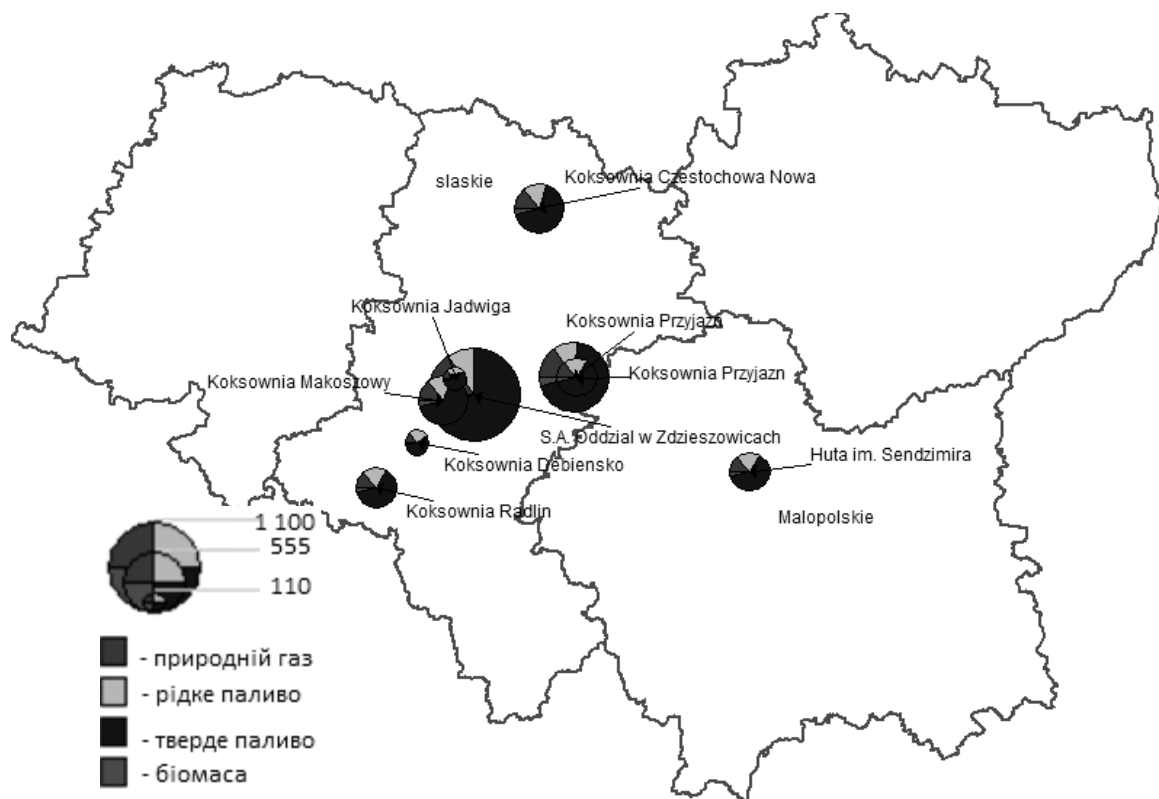 Koksownia Czestochowa Nowa
slaskie
Koksownia Jadwiga
Koksownia Przyjazn
Koksownia Makoszowy
Koksownia Przyjazn
S.A. Oddzial w Zdzieszowicach
Koksownia Debiensko
Huta im. Sendzimira
Koksownia Radlin
Malopolskie
1 100
555
110
- природній газ
- рідке паливо
- тверде паливо
- біомаса